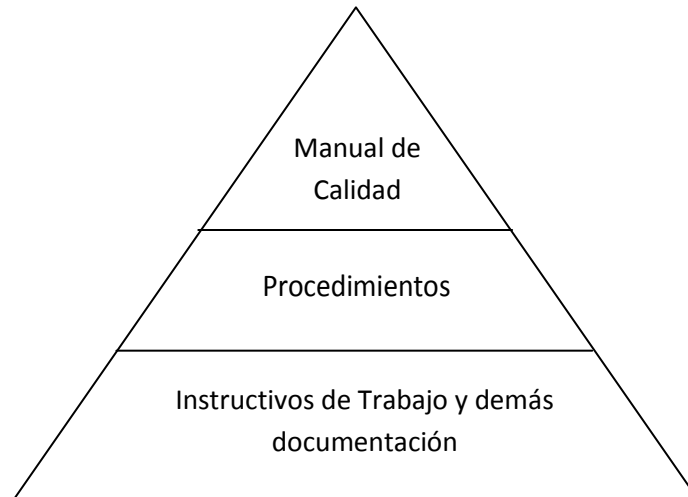 Manual de
Calidad
Procedimientos
Instructivos de Trabajo y demás
documentación